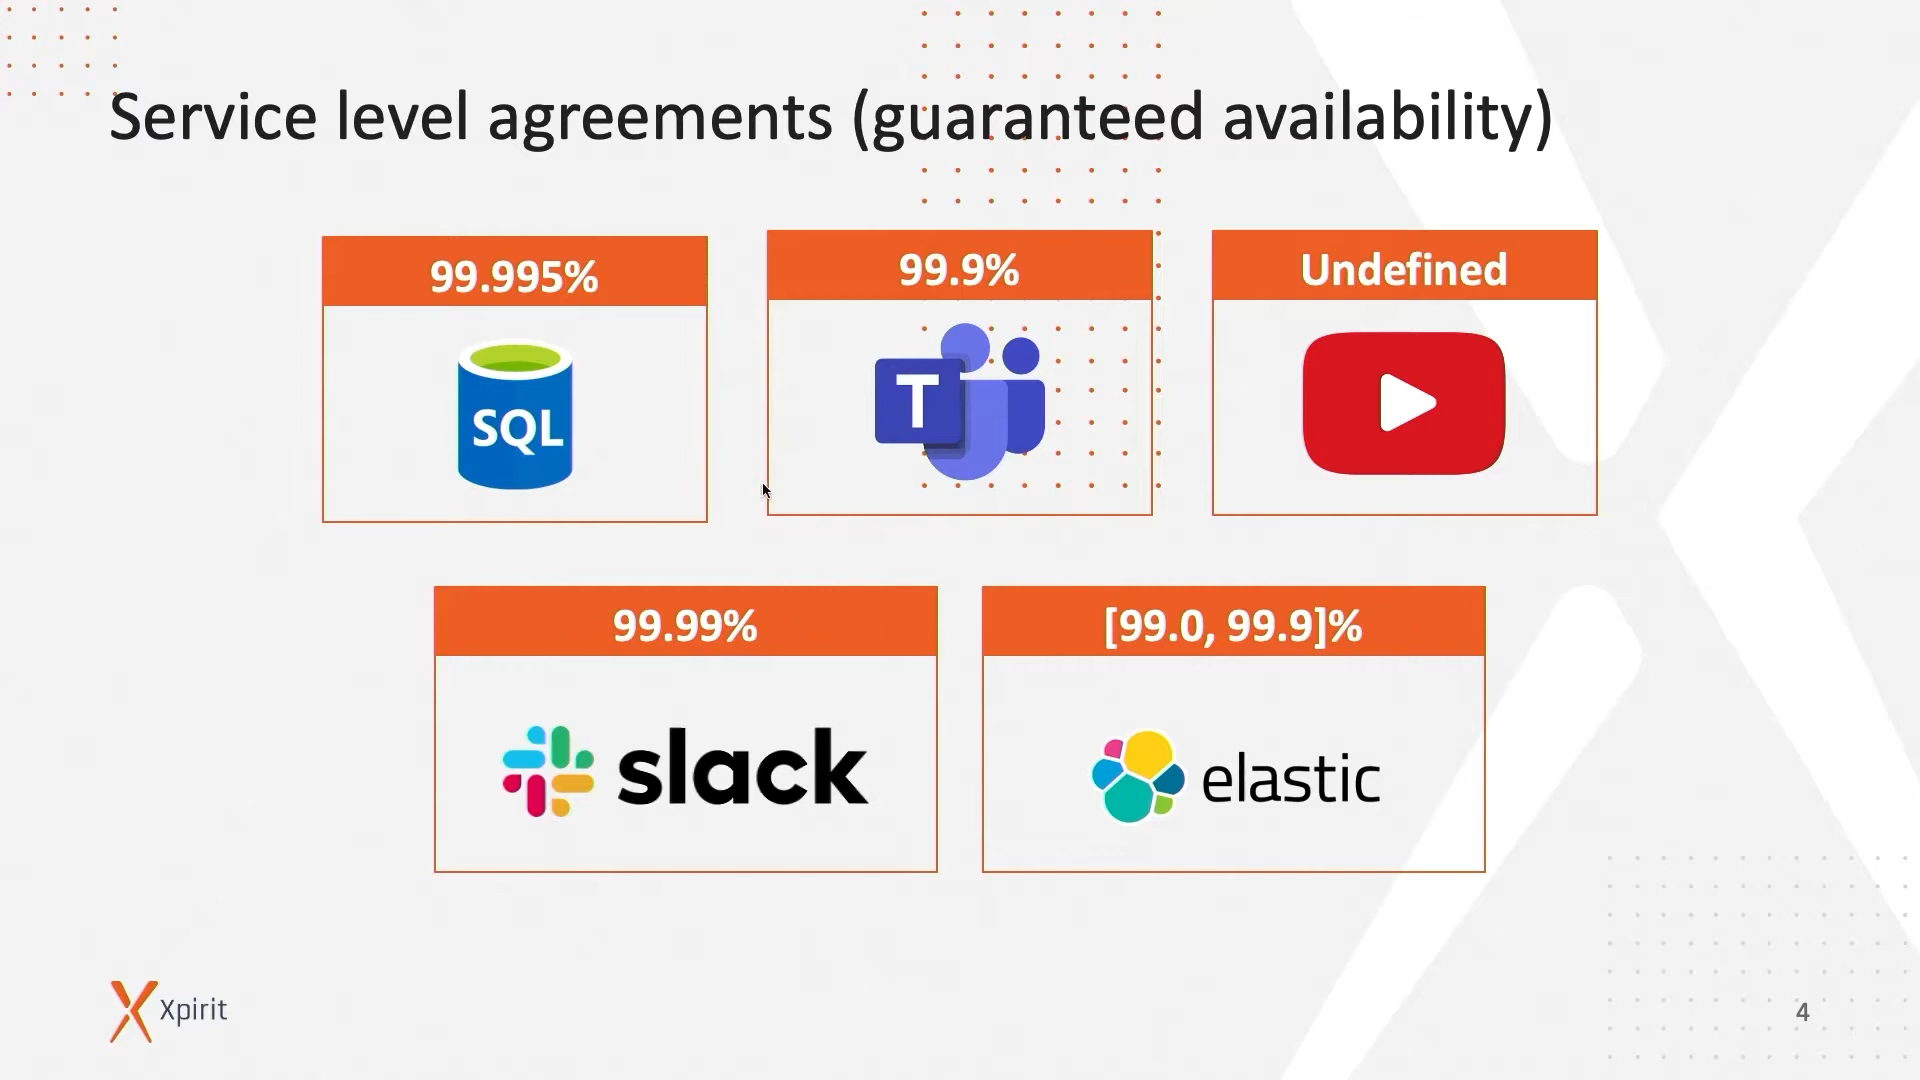 Service level agreements (guaranteed availability)
99.995%
99.9%
Undefined
SQL
T
99.99%
[99.0, 99.9]%
slack
elastic
Xpirit
4